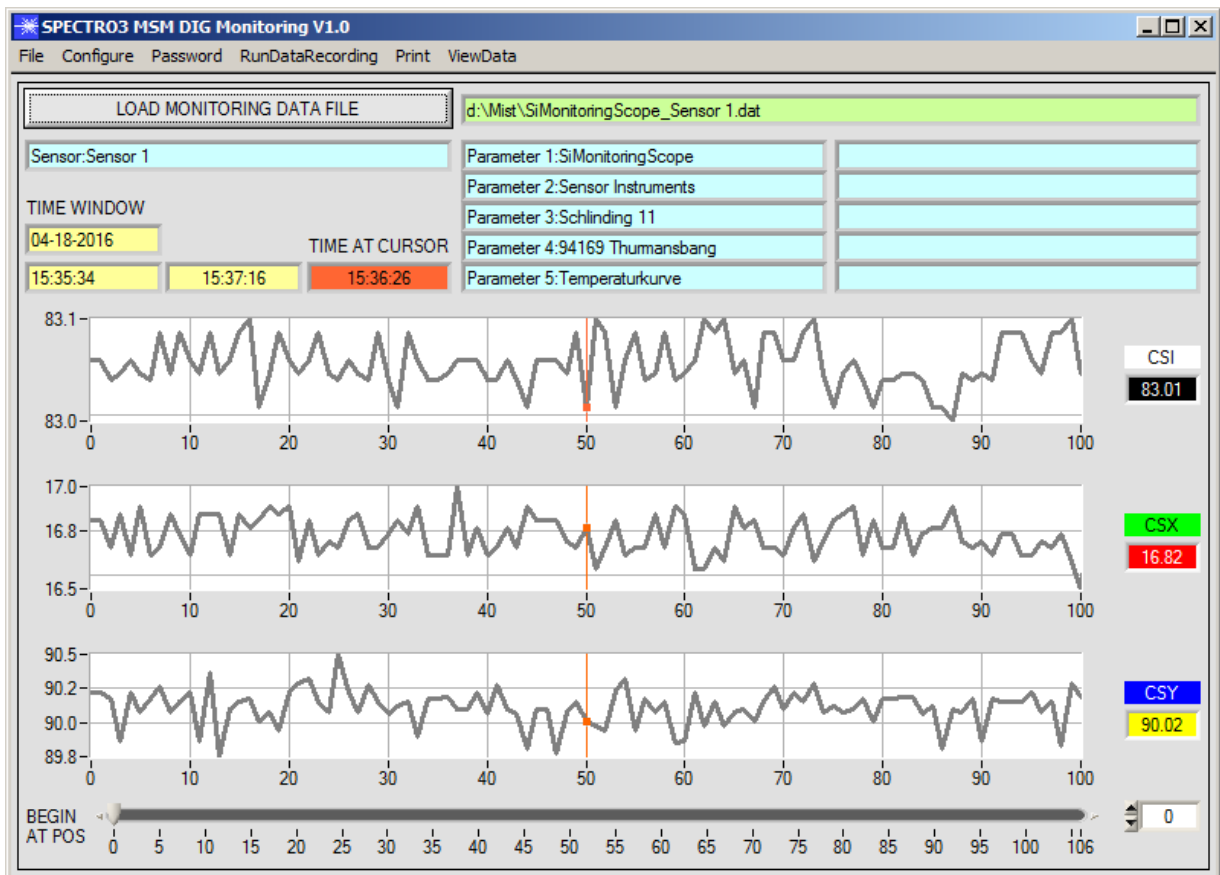 SPECTRO3 MSM DIG Monitoring V1.0
File Configure Password RunDataRecording Print ViewData
LOAD MONITORING DATA FILE
d:\Mist\SiMonitoringScope_Sensor 1.dat
Sensor:Sensor 1
Parameter 1:SiMonitoringScope
Parameter 2:Sensor Instruments
TIME WINDOW
Parameter 3:Schlinding 11
04-18-2016
TIME AT CURSOR
Parameter 4:94169 Thurmansbang
15:35:34
15:37:16
15:36:26
Parameter 5:Temperaturkurve
83.1
83.0
0 10 20 30 40 50 60 70 80 90 100
CSI
83.01
17.0
16.8
16.5
0 10 20 30 40 50 60 70 80 90 100
CSX
16.82
90.5
90.2
90.0
89.8
0 10 20 30 40 50 60 70 80 90 100
CSY
90.02
BEGIN
AT POS
0 5 10 15 20 25 30 35 40 45 50 55 60 65 70 75 80 85 90 95 100 106
0